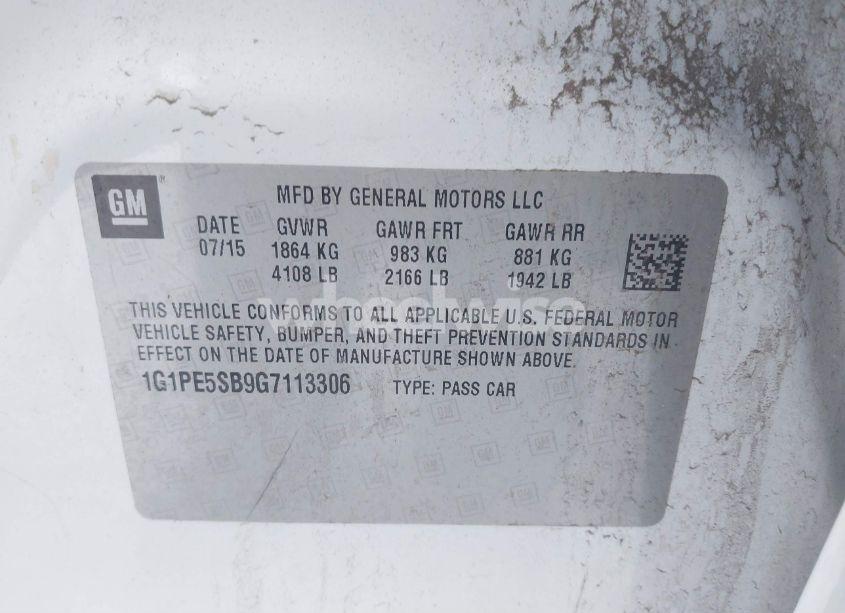 GM®
MFD BY GENERAL MOTORS LLC
DATE GVWR GAWR FRT GAWR RR
07/15 1864 KG 983 KG 881 KG
4108 LB 2166 LB 1942 LB
wheelwise
THIS VEHICLE CONFORMS TO ALL APPLICABLE U.S. FEDERAL MOTOR
VEHICLE SAFETY, BUMPER, AND THEFT PREVENTION STANDARDS IN
EFFECT ON THE DATE OF MANUFACTURE SHOWN ABOVE.
1G1PE5SB9G7113306 TYPE: PASS CAR